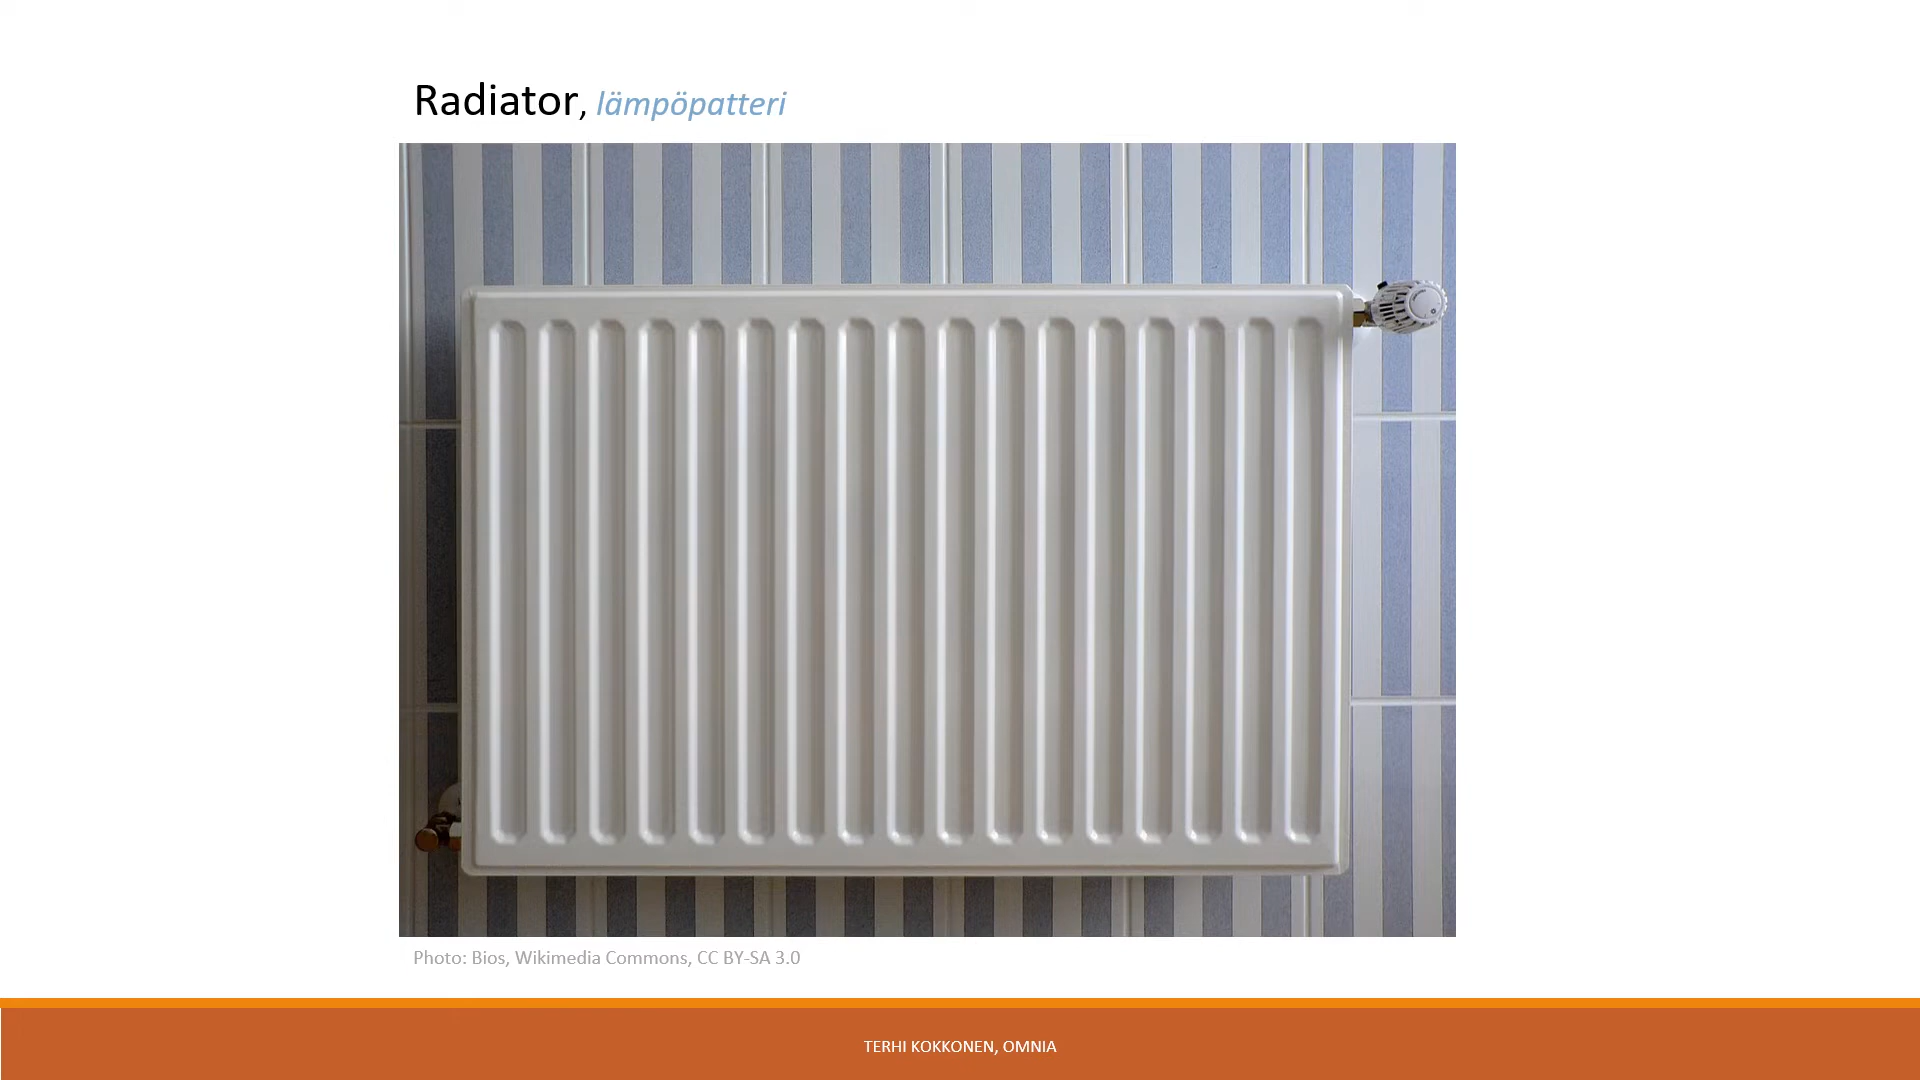 Radiator, lämpöpatteri
Photo: Bios, Wikimedia Commons, CC BY-SA 3.0
TERHI KOKKONEN, OMNIA